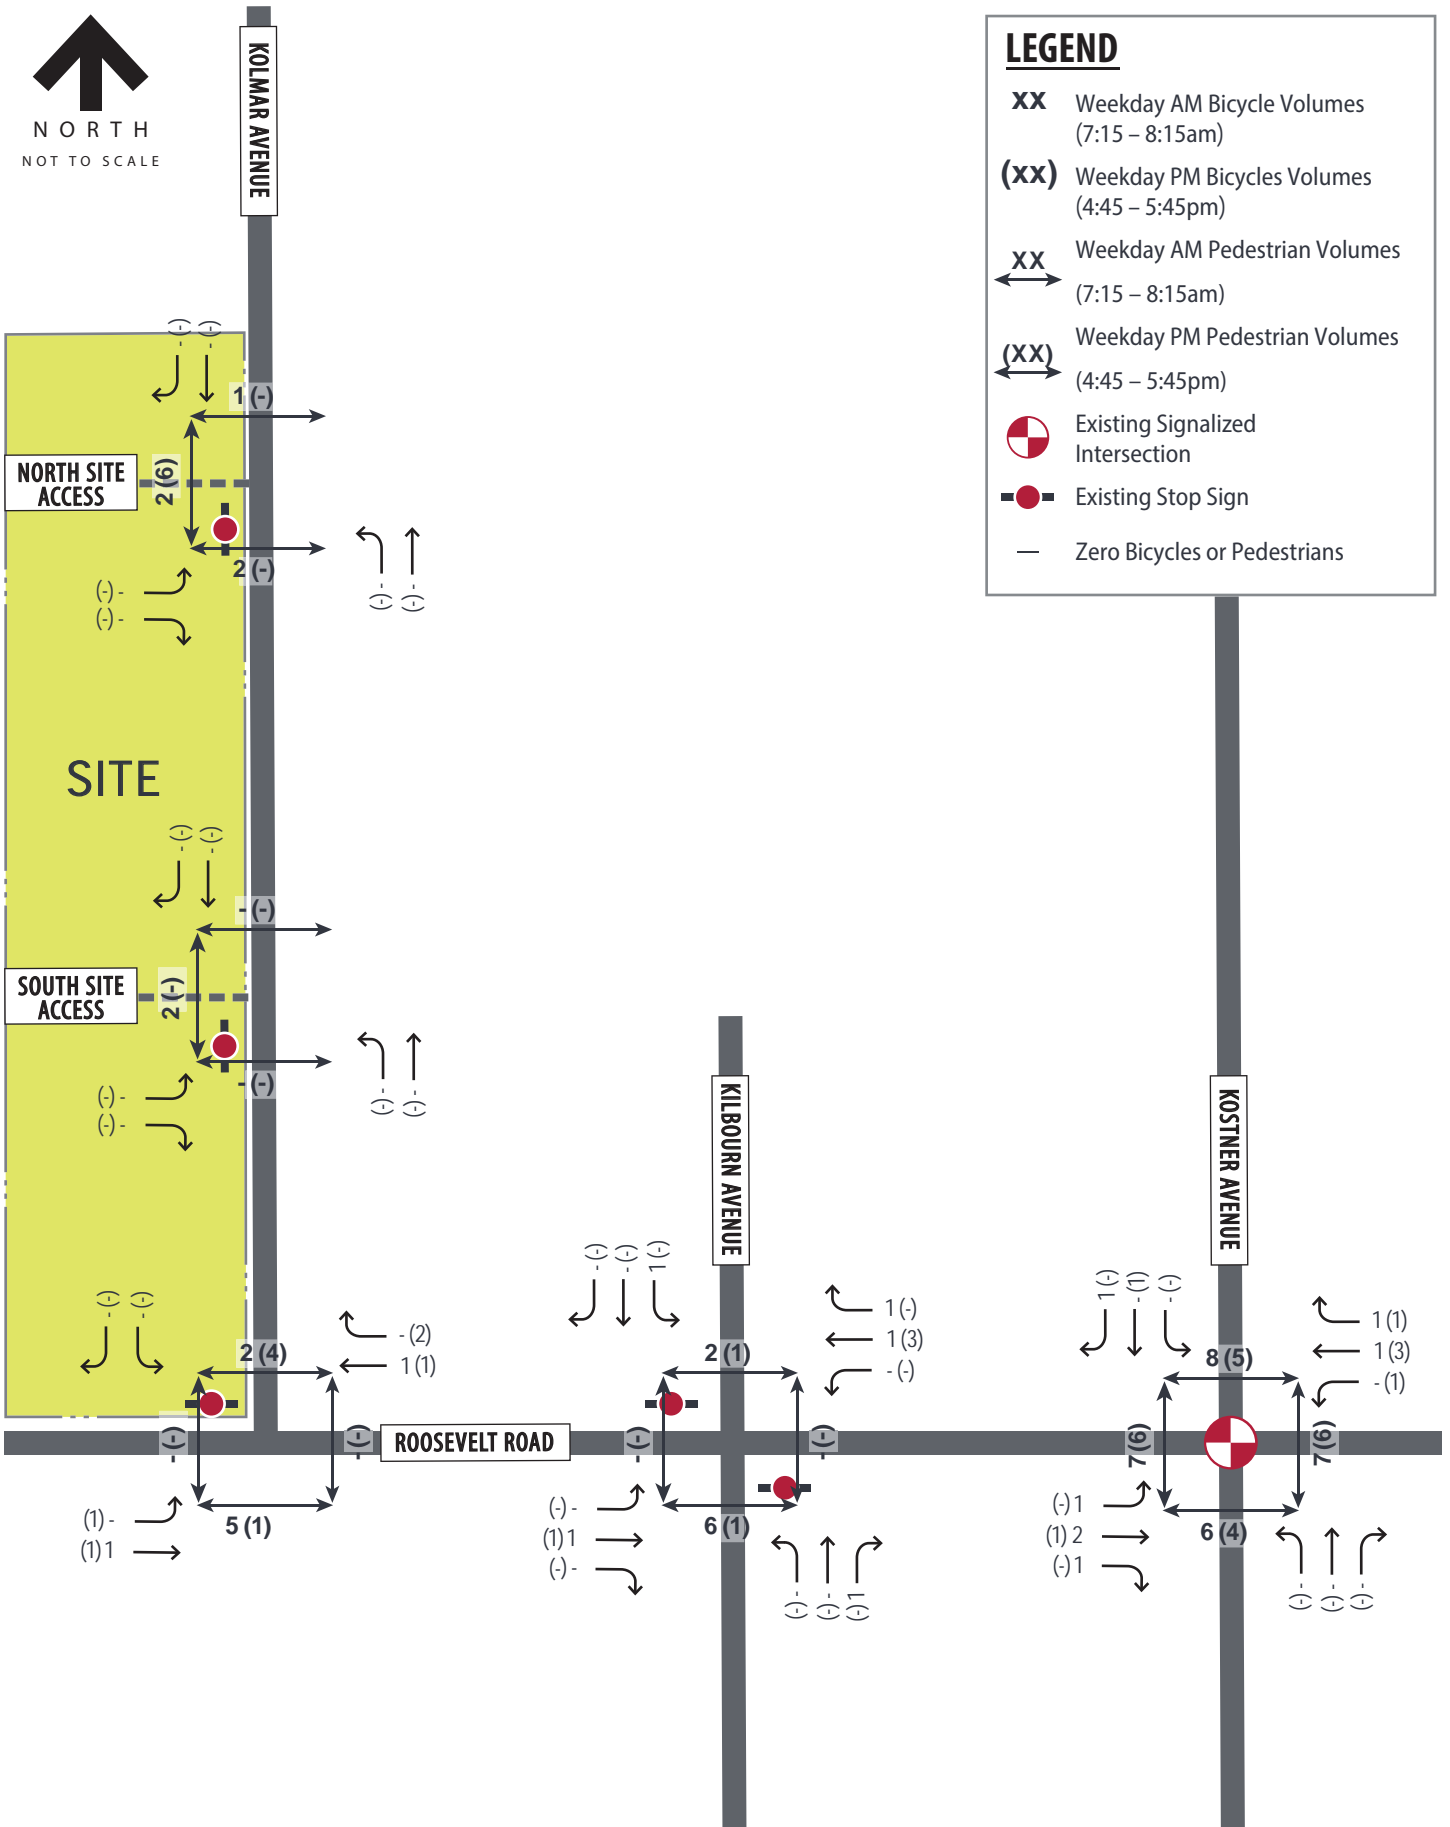 NORTH
NOT TO SCALE
KOLMAR AVENUE
LEGEND
XX Weekday AM Bicycle Volumes
(7:15 – 8:15am)
(XX) Weekday PM Bicycles Volumes
(4:45 – 5:45pm)
XX Weekday AM Pedestrian Volumes
(7:15 – 8:15am)
(XX) Weekday PM Pedestrian Volumes
(4:45 – 5:45pm)
Existing Signalized
Intersection
Existing Stop Sign
— Zero Bicycles or Pedestrians
- (-) - (-)
1 (-)
NORTH SITE
ACCESS
2 (6)
2 (-)
(-) -
(-) -
- (-) - (-)
SITE
- (-) - (-)
- (-)
SOUTH SITE
ACCESS
2 (-)
- (-)
(-) -
(-) -
- (-) - (-)
KILBOURN AVENUE
KOSTNER AVENUE
- (-) - (-)
- (2)
1 (1)
2 (4)
- (-)
- (-)
5 (1)
(1) -
(1) 1
ROOSEVELT ROAD
- (-) - (-) 1 (-)
1 (-)
1 (3)
- (-)
2 (1)
- (-)
- (-)
6 (1)
(-) -
(1) 1
(-) -
(-) - (-) - (-) 1
1 (-) - (1) - (-)
1 (1)
1 (3)
- (1)
8 (5)
7 (6)
7 (6)
6 (4)
(-) 1
(1) 2
(-) 1
(-) - (-) - (-) -